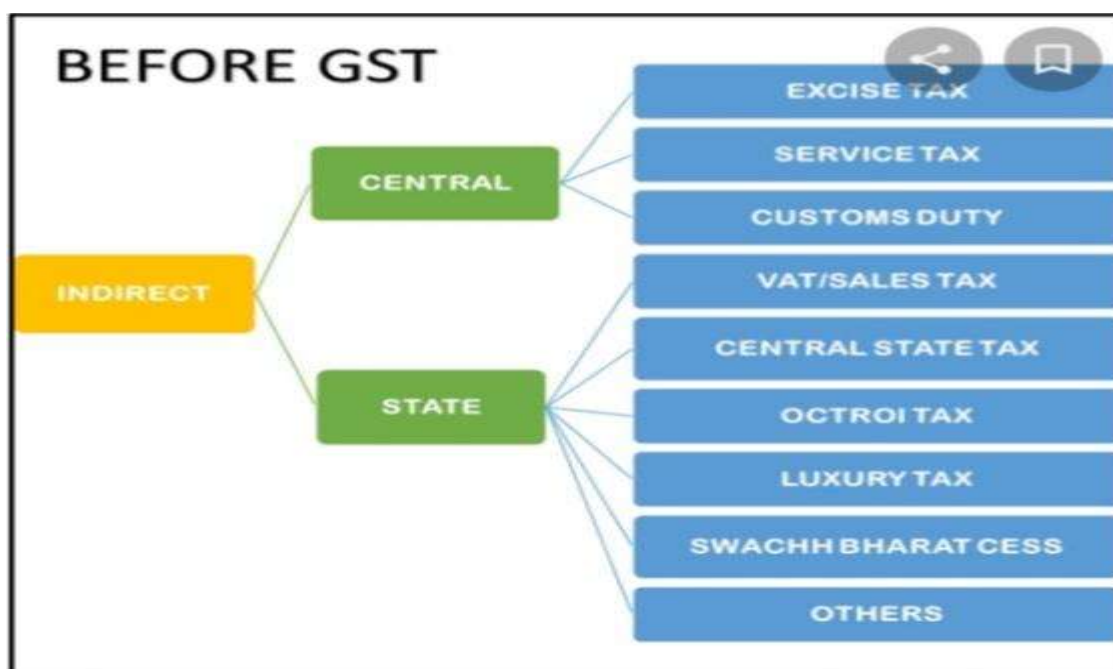 BEFORE GST
INDIRECT
CENTRAL
STATE
EXCISE TAX
SERVICE TAX
CUSTOMS DUTY
VAT/SALES TAX
CENTRAL STATE TAX
OCTROI TAX
LUXURY TAX
SWACHH BHARAT CESS
OTHERS